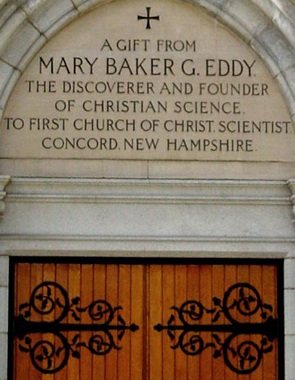 A GIFT FROM
MARY BAKER G. EDDY.
THE DISCOVERER AND FOUNDER
OF CHRISTIAN SCIENCE.
TO FIRST CHURCH OF CHRIST. SCIENTIST.
CONCORD. NEW HAMPSHIRE.